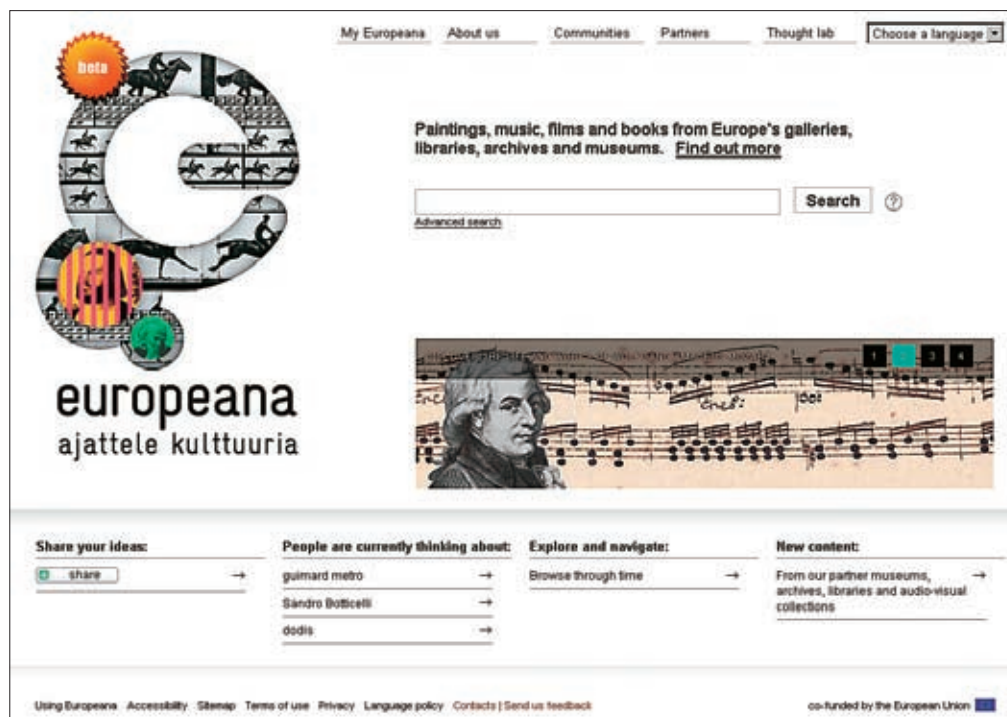 beta
My Europeana About us Communities Partners Thought lab Choose a language
Paintings, music, films and books from Europe's galleries,
libraries, archives and museums. Find out more
Search ?
Advanced search
1 2 3 4
europeana
ajattele kulttuuria
Share your ideas: People are currently thinking about: Explore and navigate: New content:
share → guimard metro → Browse through time → From our partner museums, →
archives, libraries and audio-visual
Sandro Botticelli →
collections
dodis →
Using Europeana Accessibility Sitemap Terms of use Privacy Language policy Contacts | Send us feedback co-funded by the European Union